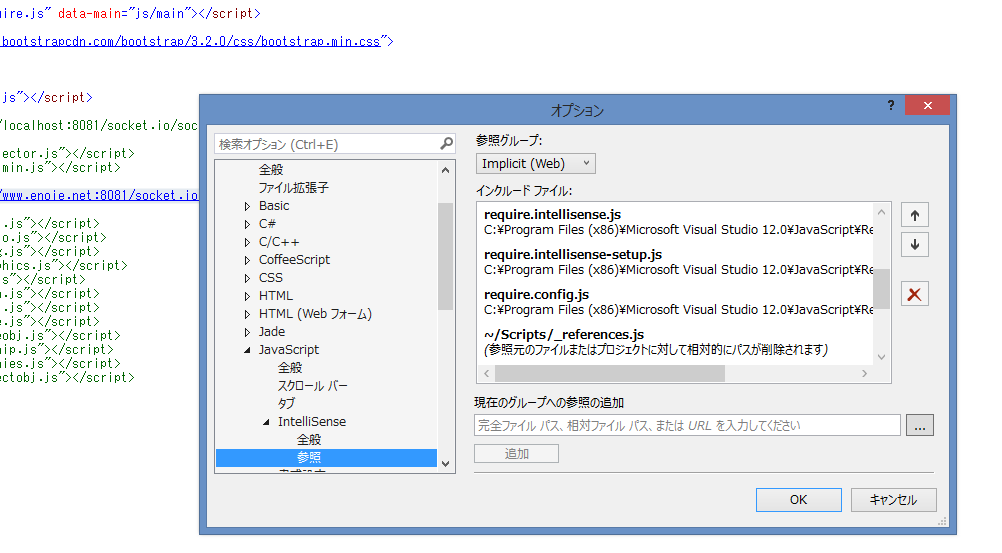 uire.js" data-main="js/main"></script>
bootstrapcdn.com/bootstrap/3.2.0/css/bootstrap.min.css">
js"></script>
/localhost:8081/socket.io/soc
ector.js"></script>
min.js"></script>
/www.enoie.net:8081/socket.io
.js"></script>
o.js"></script>
g.js"></script>
phics.js"></script>
js"></script>
n.js"></script>
.js"></script>
e.js"></script>
eobj.js"></script>
hip.js"></script>
nies.js"></script>
ectobj.js"></script>
オプション
?
検索オプション (Ctrl+E)
全般
ファイル拡張子
Basic
C#
C/C++
CoffeeScript
CSS
HTML
HTML (Web フォーム)
Jade
JavaScript
全般
スクロール バー
タブ
IntelliSense
全般
参照
参照グループ:
Implicit (Web)
インクルード ファイル:
require.intellisense.js
C:¥Program Files (x86)¥Microsoft Visual Studio 12.0¥JavaScript¥Re
require.intellisense-setup.js
C:¥Program Files (x86)¥Microsoft Visual Studio 12.0¥JavaScript¥Re
require.config.js
C:¥Program Files (x86)¥Microsoft Visual Studio 12.0¥JavaScript¥Re
~/Scripts/_references.js
(参照元のファイルまたはプロジェクトに対して相対的にパスが削除されます)
現在のグループへの参照の追加
完全ファイル パス、相対ファイル パス、または URL を入力してください
...
追加
OK
キャンセル